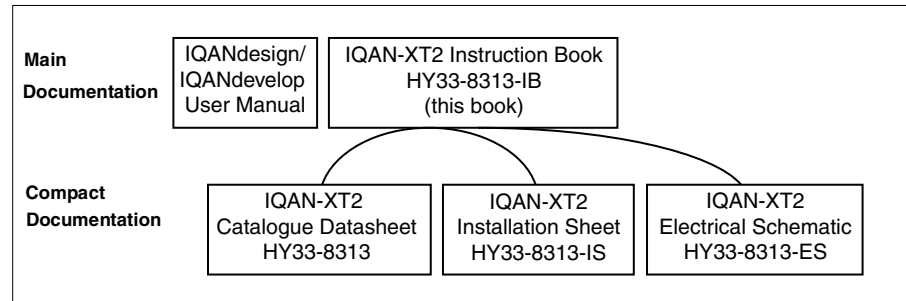 Main
Documentation
IQANdesign/
IQANdevelop
User Manual
IQAN-XT2 Instruction Book
HY33-8313-IB
(this book)
Compact
Documentation
IQAN-XT2
Catalogue Datasheet
HY33-8313
IQAN-XT2
Installation Sheet
HY33-8313-IS
IQAN-XT2
Electrical Schematic
HY33-8313-ES